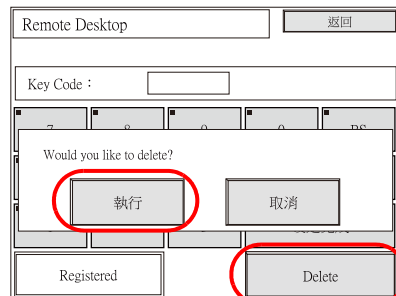 Remote Desktop 返回
Key Code：
Would you like to delete?
執行 取消
Registered Delete